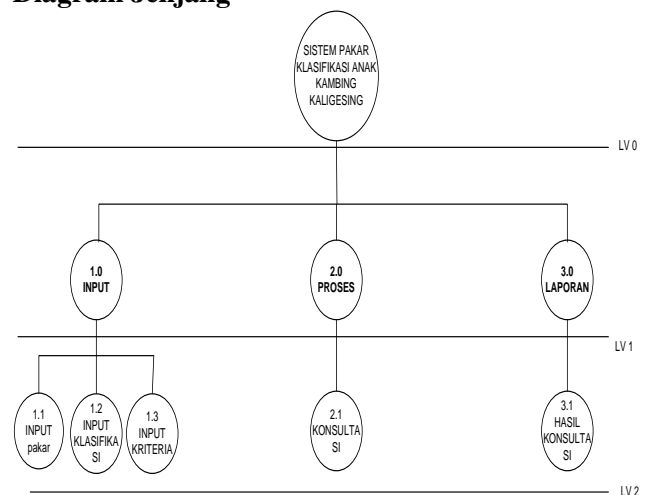 Diagram berjenjang
SISTEM PAKAR
KLASIFIKASI ANAK
KAMBING
KALIGESING
LV 0
1.0
INPUT
2.0
PROSES
3.0
LAPORAN
LV 1
1.1
INPUT
pakar
1.2
INPUT
KLASIFIKA
SI
1.3
INPUT
KRITERIA
2.1
KONSULTA
SI
3.1
HASIL
KONSULTA
SI
LV 2